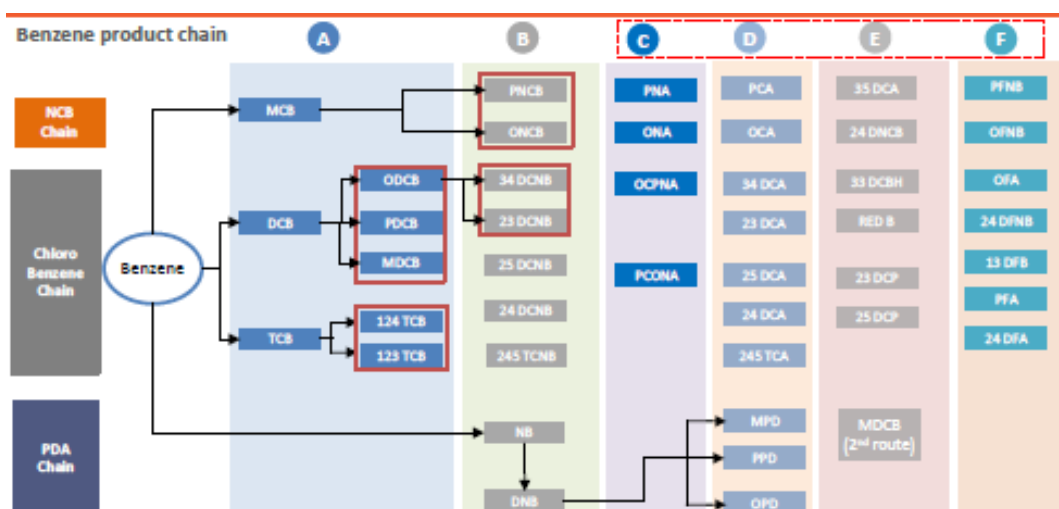 Benzene product chain
A
B
C
D
E
F
NCB
Chain
MCB
PNCB
ONCB
PNA
ONA
PCA
OCA
35 DCA
24 DNCB
PFNB
OFNB
Chloro
Benzene
Chain
Benzene
DCB
TCB
ODCB
PDCB
MDCB
124 TCB
123 TCB
34 DCNB
23 DCNB
25 DCNB
24 DCNB
245 TCNB
OCPNA
PCONA
34 DCA
23 DCA
25 DCA
24 DCA
245 TCA
33 DCBH
RED B
23 DCP
25 DCP
OFA
24 DFNB
13 DFB
PFA
24 DFA
PDA
Chain
NB
DNB
MPD
PPD
OPD
MDCB
(2nd route)